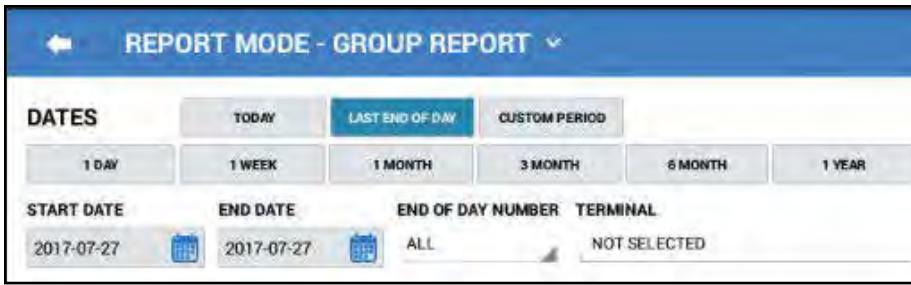 REPORT MODE - GROUP REPORT
DATES TODAY LAST END OF DAY CUSTOM PERIOD
1 DAY 1 WEEK 1 MONTH 3 MONTH 6 MONTH 1 YEAR
START DATE END DATE END OF DAY NUMBER TERMINAL
2017-07-27 2017-07-27 ALL NOT SELECTED